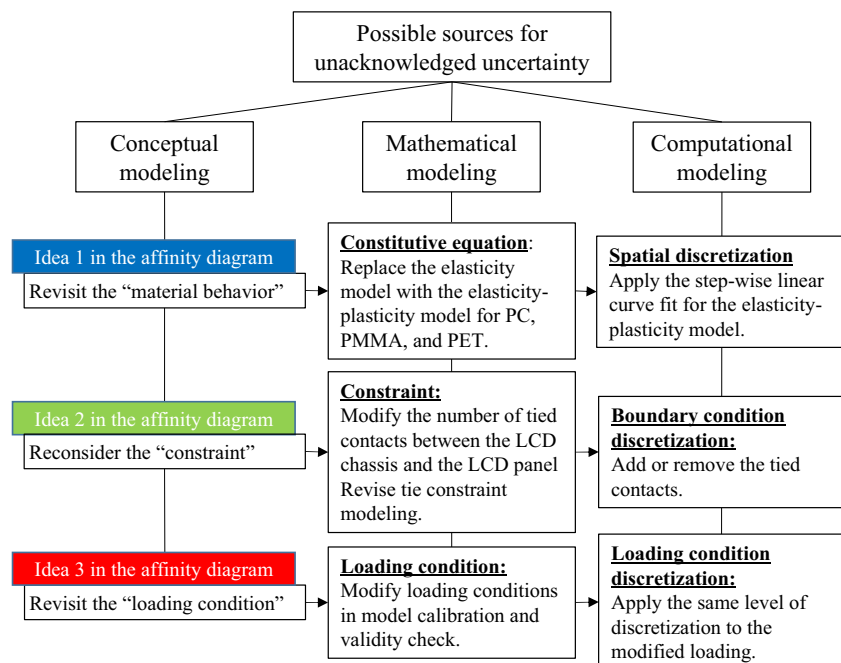 Possible sources for
unacknowledged uncertainty
Conceptual
modeling
Mathematical
modeling
Computational
modeling
Idea 1 in the affinity diagram
Revisit the “material behavior”
Constitutive equation:
Replace the elasticity
model with the elasticity-
plasticity model for PC,
PMMA, and PET.
Spatial discretization
Apply the step-wise linear
curve fit for the elasticity-
plasticity model.
Idea 2 in the affinity diagram
Reconsider the “constraint”
Constraint:
Modify the number of tied
contacts between the LCD
chassis and the LCD panel
Revise tie constraint
modeling.
Boundary condition
discretization:
Add or remove the tied
contacts.
Idea 3 in the affinity diagram
Revisit the “loading condition”
Loading condition:
Modify loading conditions
in model calibration and
validity check.
Loading condition
discretization:
Apply the same level of
discretization to the
modified loading.